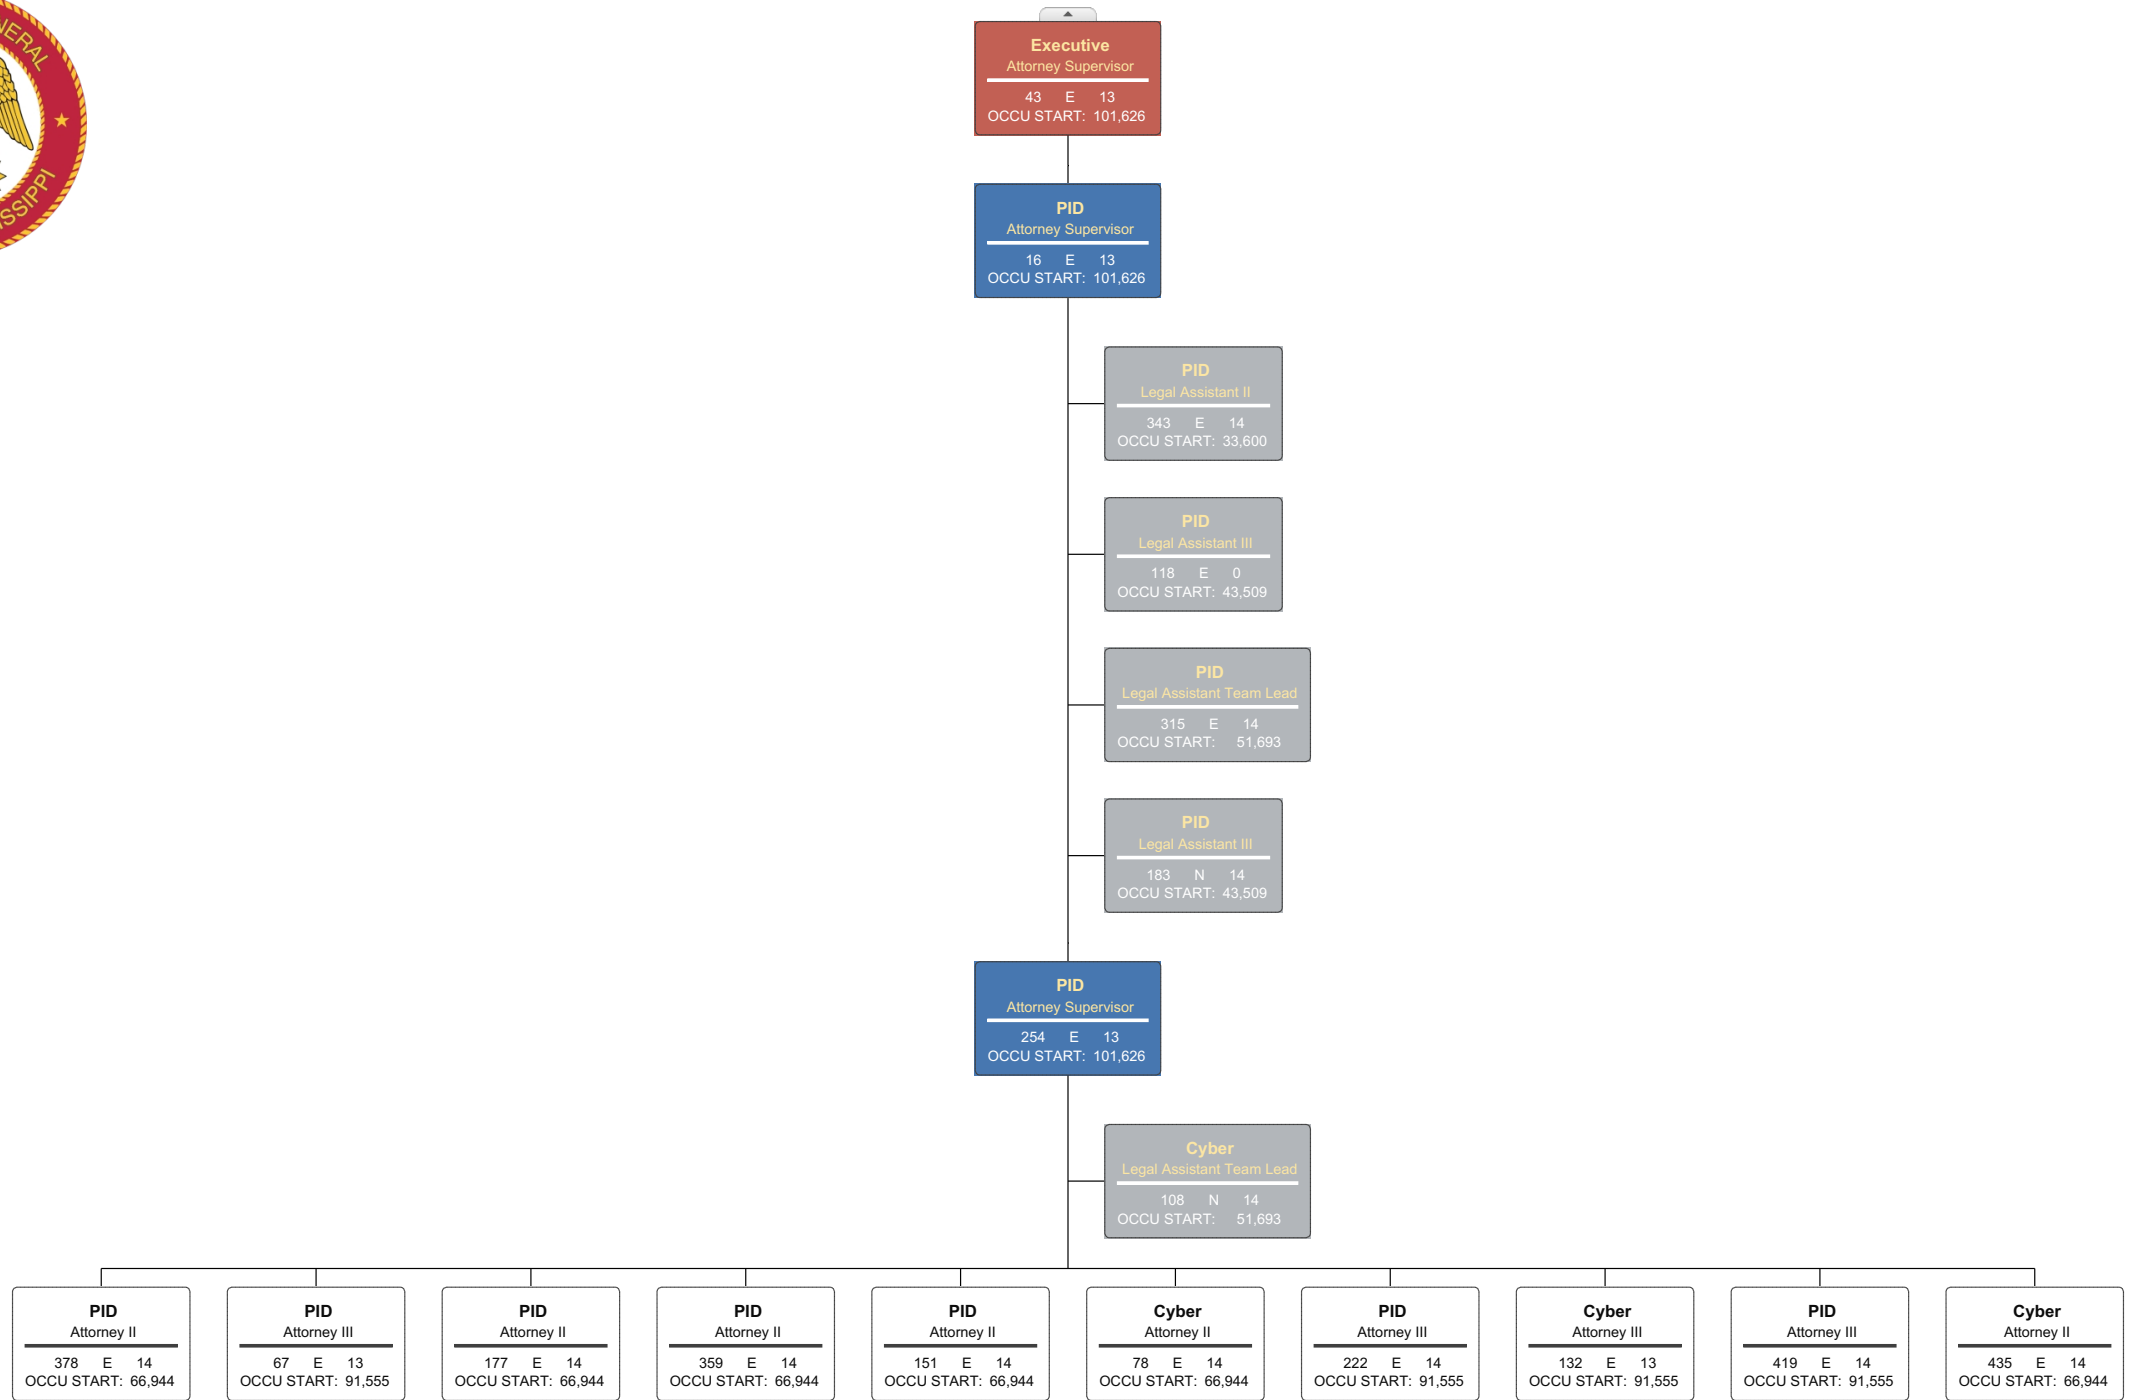 NERAL
SSIPPI
Executive
Attorney Supervisor
43 E 13
OCCU START: 101,626
PID
Attorney Supervisor
16 E 13
OCCU START: 101,626
PID
Legal Assistant II
343 E 14
OCCU START: 33,600
PID
Legal Assistant III
118 E 0
OCCU START: 43,509
PID
Legal Assistant Team Lead
315 E 14
OCCU START: 51,693
PID
Legal Assistant III
183 N 14
OCCU START: 43,509
PID
Attorney Supervisor
254 E 13
OCCU START: 101,626
Cyber
Legal Assistant Team Lead
108 N 14
OCCU START: 51,693
PID
Attorney II
378 E 14
OCCU START: 66,944
PID
Attorney III
67 E 13
OCCU START: 91,555
PID
Attorney II
177 E 14
OCCU START: 66,944
PID
Attorney II
359 E 14
OCCU START: 66,944
PID
Attorney II
151 E 14
OCCU START: 66,944
Cyber
Attorney II
78 E 14
OCCU START: 66,944
PID
Attorney III
222 E 14
OCCU START: 91,555
Cyber
Attorney III
132 E 13
OCCU START: 91,555
PID
Attorney III
419 E 14
OCCU START: 91,555
Cyber
Attorney II
435 E 14
OCCU START: 66,944